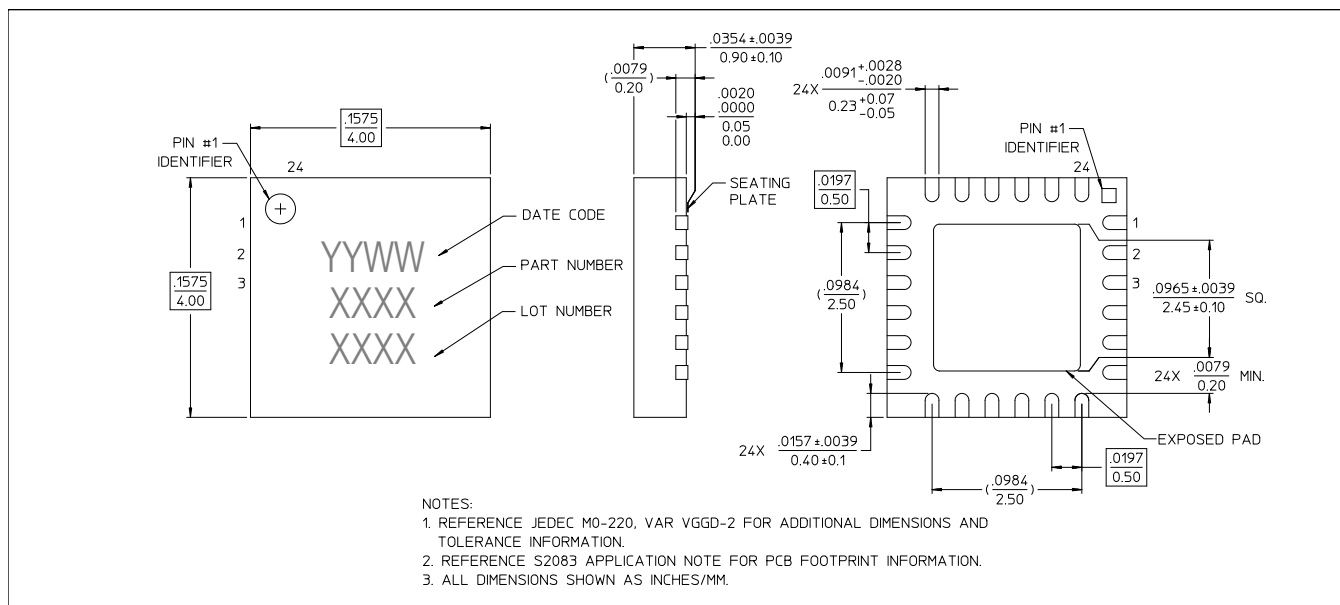 .1575
4.00
PIN #1
IDENTIFIER
24
1
2
3
.1575
4.00
YYWW
XXXX
XXXX
DATE CODE
PART NUMBER
LOT NUMBER
.0354±.0039
0.90±0.10
(.0079)
0.20
.0020
.0000
0.05
0.00
SEATING
PLATE
24X .0091 +.0028 -.0020
0.23 +0.07 -0.05
PIN #1
IDENTIFIER
24
.0197
0.50
1
2
3
(.0984)
2.50
.0965±.0039 SQ.
2.45±0.10
24X .0079 MIN.
0.20
24X .0157±.0039
0.40±0.1
EXPOSED PAD
.0197
0.50
(.0984)
2.50
NOTES:
1. REFERENCE JEDEC MO-220, VAR VGGD-2 FOR ADDITIONAL DIMENSIONS AND
TOLERANCE INFORMATION.
2. REFERENCE S2083 APPLICATION NOTE FOR PCB FOOTPRINT INFORMATION.
3. ALL DIMENSIONS SHOWN AS INCHES/MM.